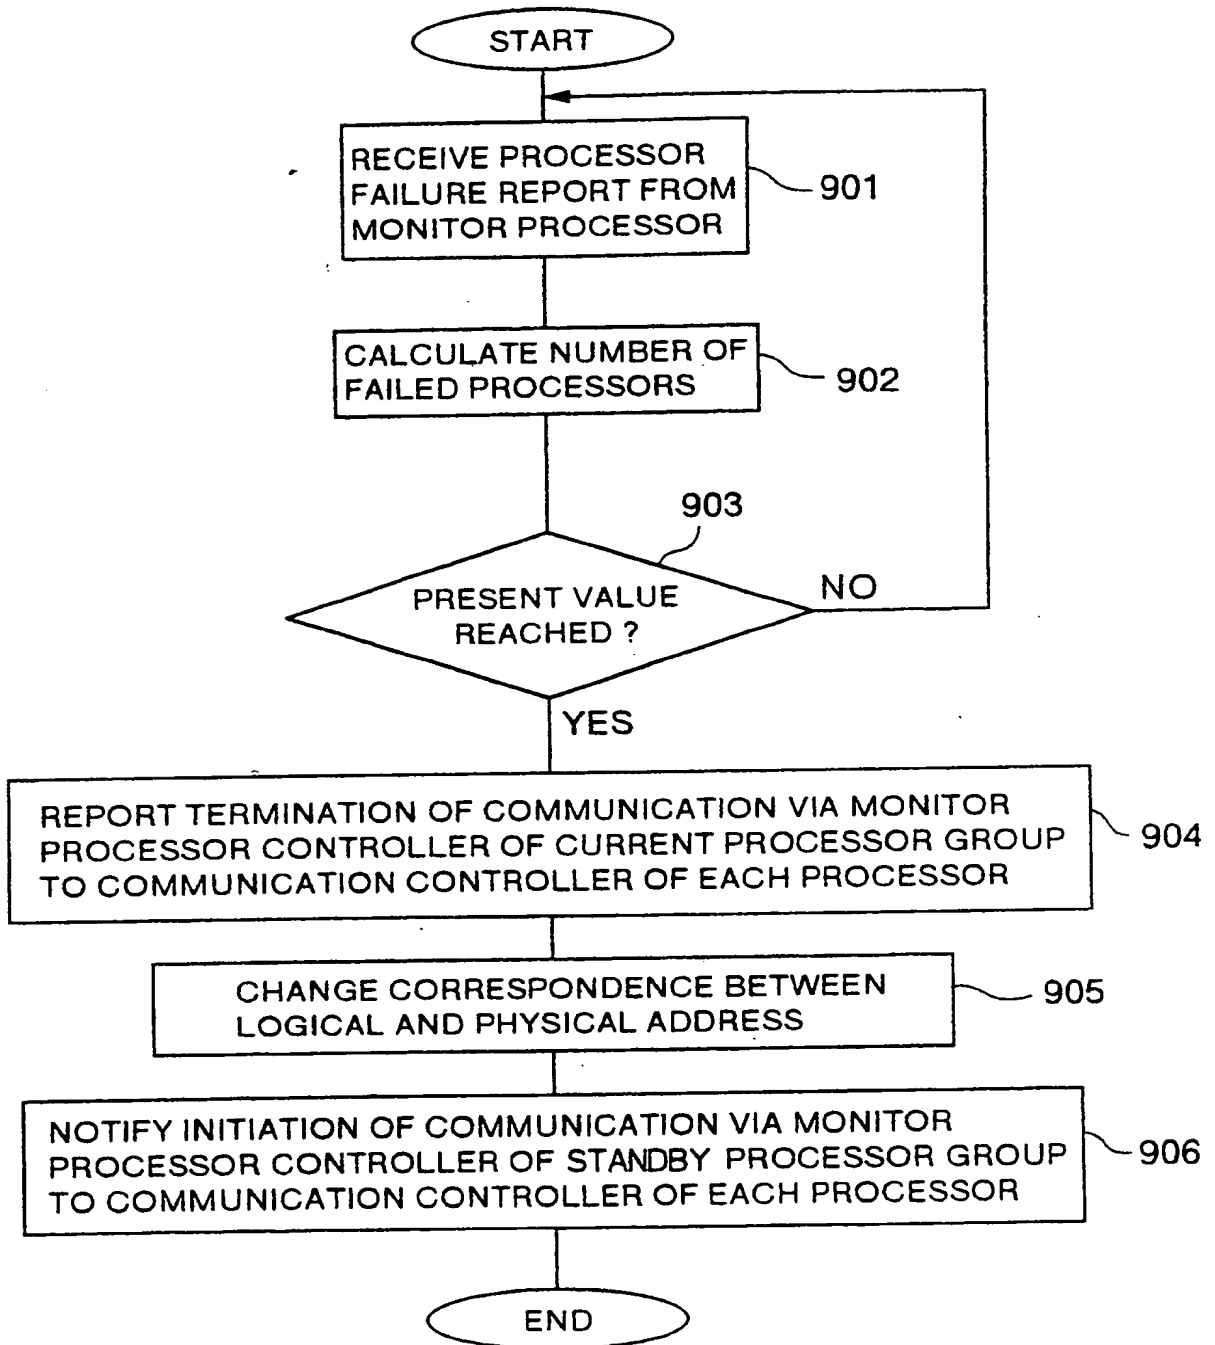 START
RECEIVE PROCESSOR
FAILURE REPORT FROM
MONITOR PROCESSOR
901
CALCULATE NUMBER OF
FAILED PROCESSORS
902
903
PRESENT VALUE
REACHED ?
NO
YES
REPORT TERMINATION OF COMMUNICATION VIA MONITOR
PROCESSOR CONTROLLER OF CURRENT PROCESSOR GROUP
TO COMMUNICATION CONTROLLER OF EACH PROCESSOR
904
CHANGE CORRESPONDENCE BETWEEN
LOGICAL AND PHYSICAL ADDRESS
905
NOTIFY INITIATION OF COMMUNICATION VIA MONITOR
PROCESSOR CONTROLLER OF STANDBY PROCESSOR GROUP
TO COMMUNICATION CONTROLLER OF EACH PROCESSOR
906
END